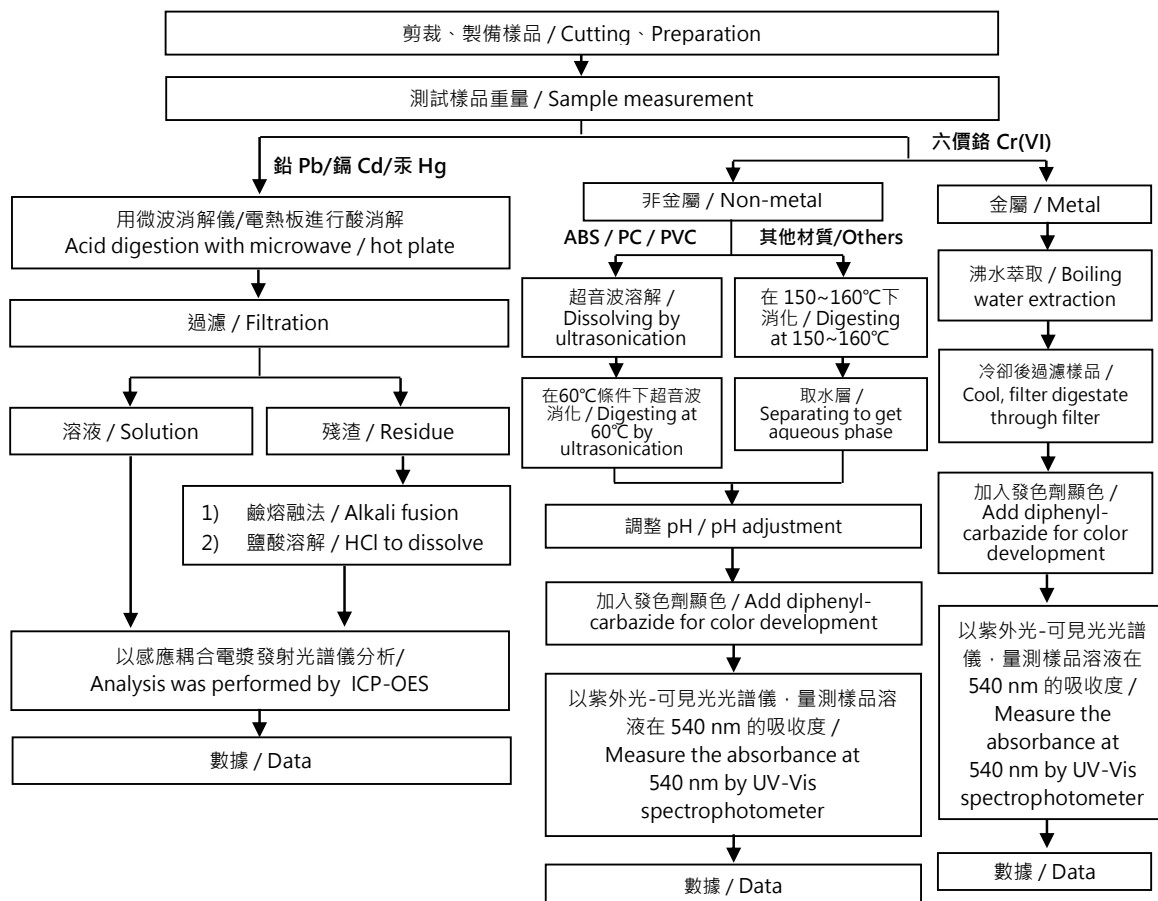 剪裁、製備樣品 / Cutting、Preparation
測試樣品重量 / Sample measurement
鉛 Pb/鎘 Cd/汞 Hg
六價鉻 Cr(VI)
用微波消解儀/電熱板進行酸消解
Acid digestion with microwave / hot plate
過濾 / Filtration
溶液 / Solution
殘渣 / Residue
1) 鹼熔融法 / Alkali fusion
2) 鹽酸溶解 / HCl to dissolve
以感應耦合電漿發射光譜儀分析/
Analysis was performed by ICP-OES
數據 / Data
非金屬 / Non-metal
ABS / PC / PVC
其他材質/Others
超音波溶解 /
Dissolving by
ultrasonication
在 150~160℃下
消化 / Digesting
at 150~160℃
在60℃條件下超音波
消化 / Digesting at
60℃ by
ultrasonication
取水層 /
Separating to get
aqueous phase
調整 pH / pH adjustment
加入發色劑顯色 / Add diphenyl-
carbazide for color development
以紫外光-可見光光譜儀，量測樣品溶
液在 540 nm 的吸收度 /
Measure the absorbance at
540 nm by UV-Vis
spectrophotometer
數據 / Data
金屬 / Metal
沸水萃取 / Boiling
water extraction
冷卻後過濾樣品 /
Cool, filter digestate
through filter
加入發色劑顯色 /
Add diphenyl-
carbazide for color
development
以紫外光-可見光光譜
儀，量測樣品溶液在
540 nm 的吸收度 /
Measure the
absorbance at
540 nm by UV-Vis
spectrophotometer
數據 / Data